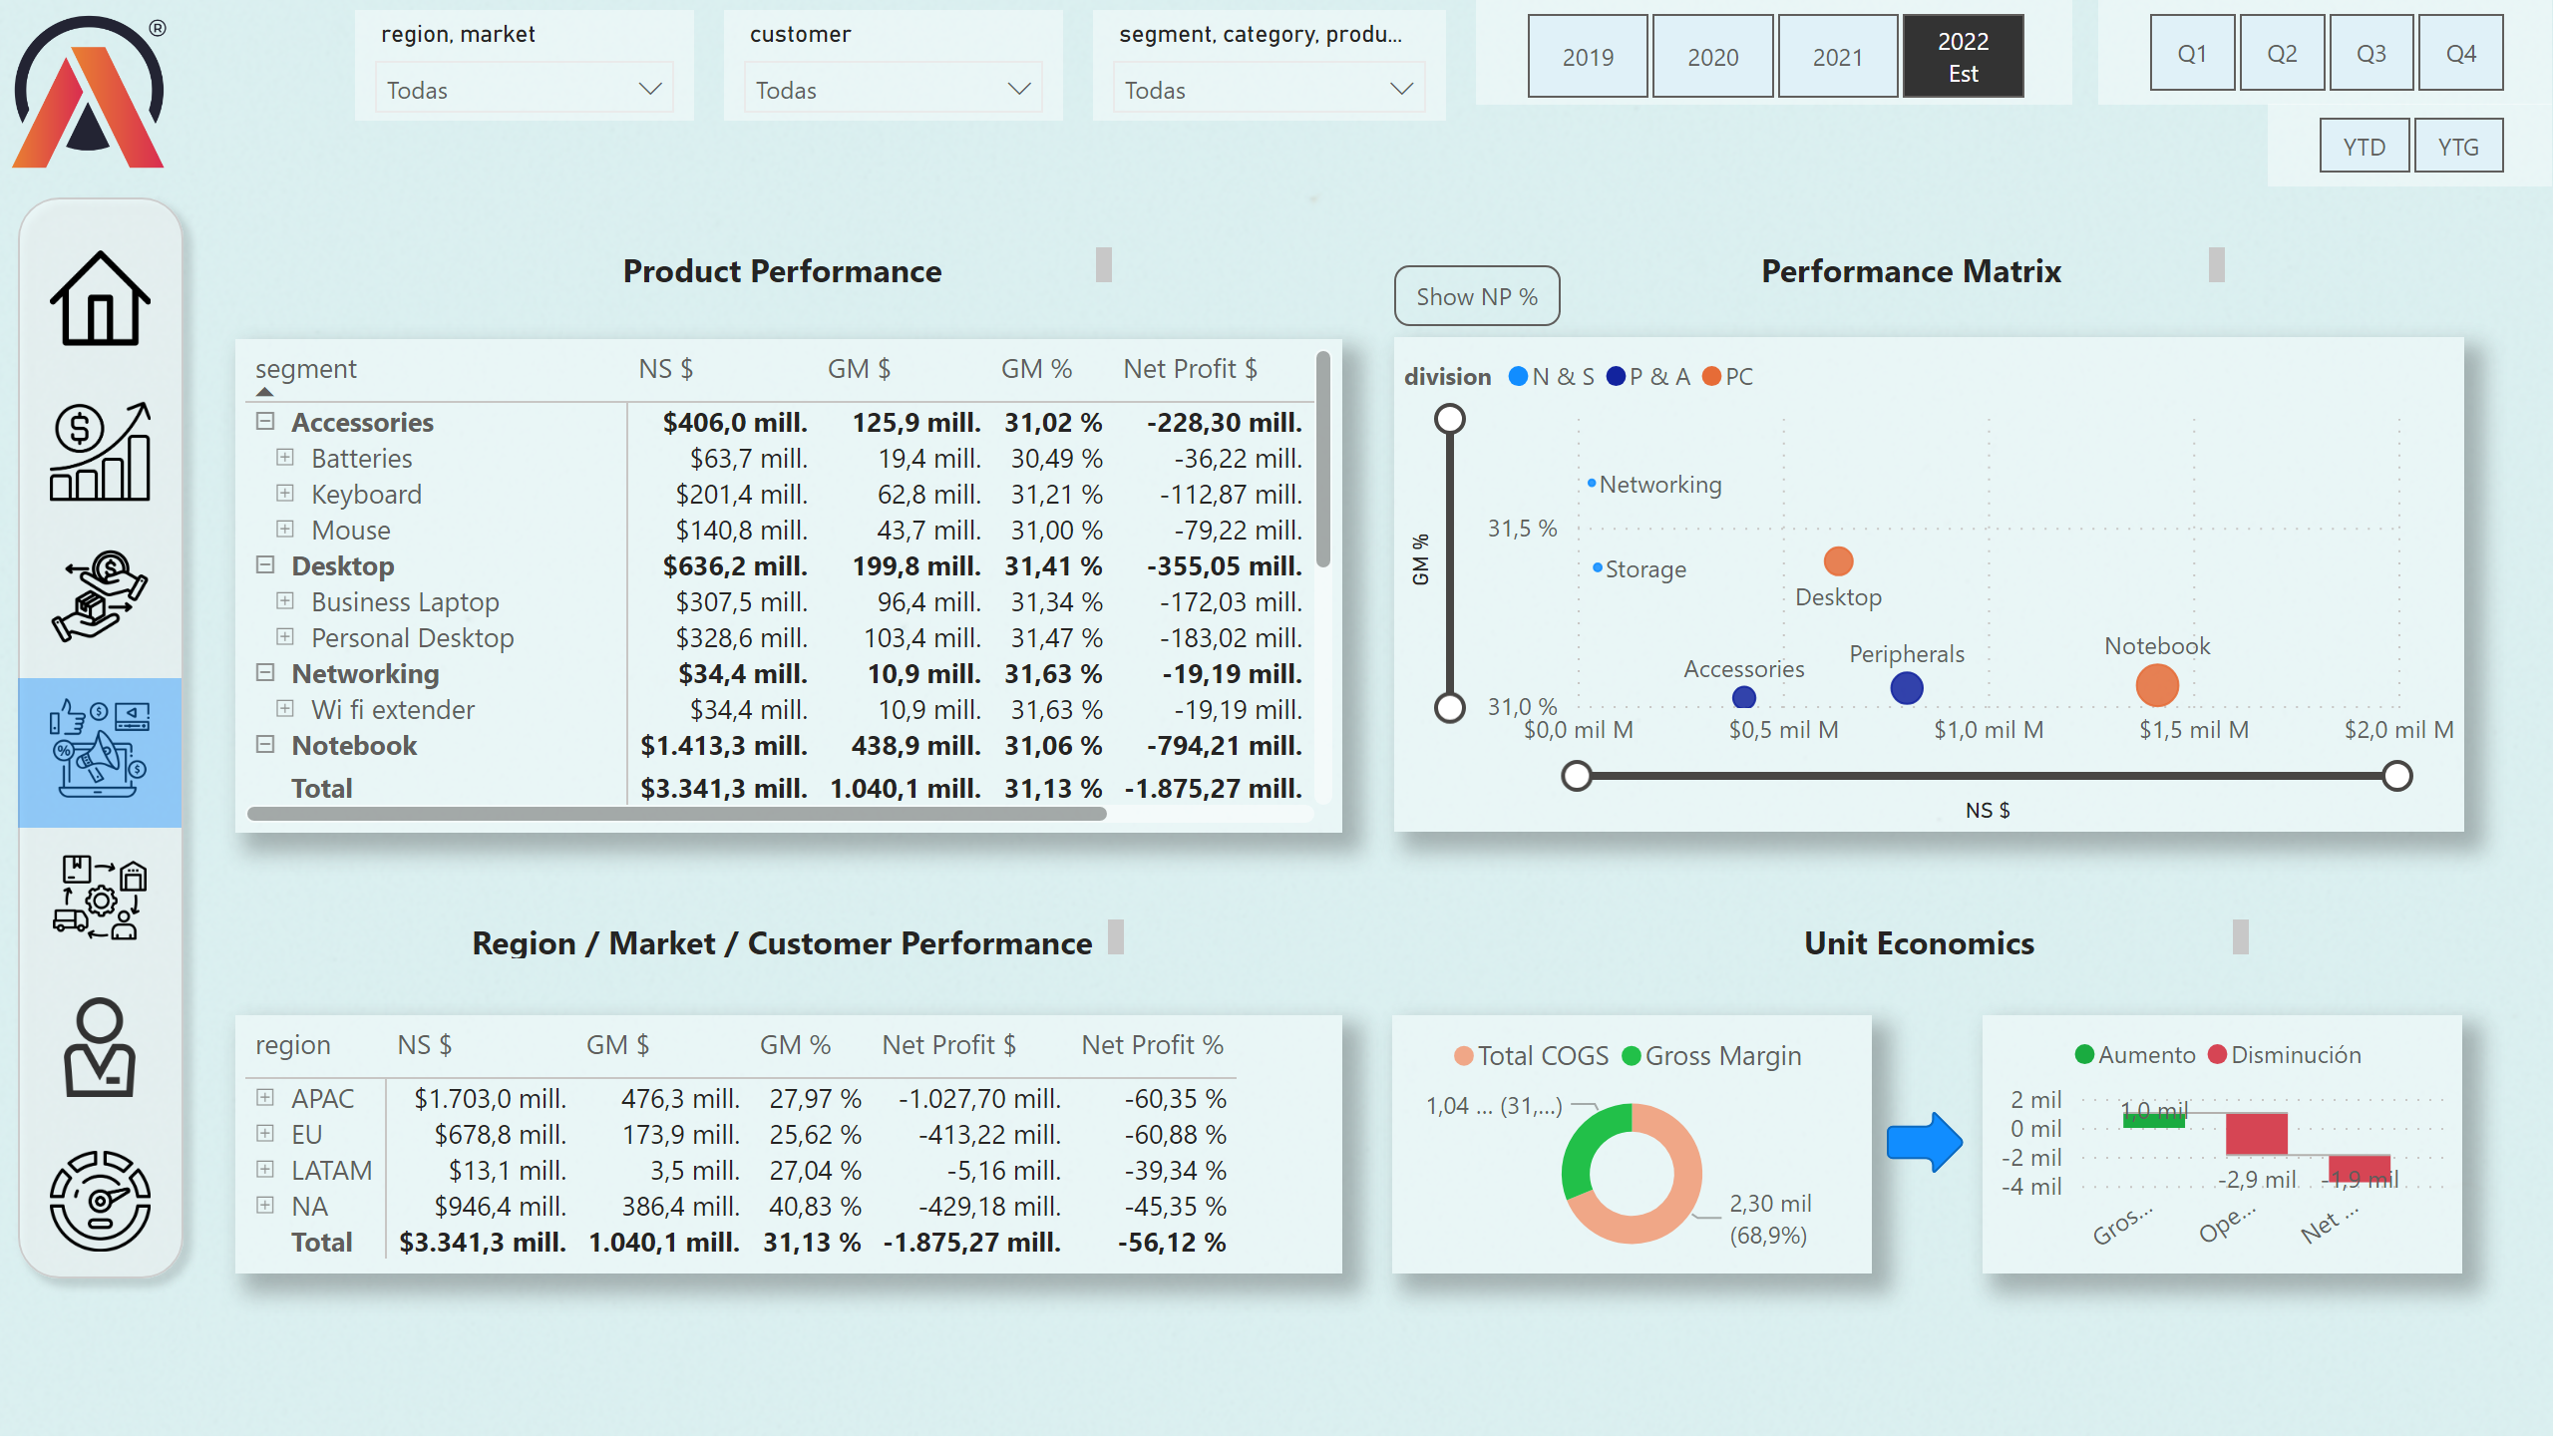 ®
region, market
Todas
customer
Todas
segment, category, produ...
Todas
2019
2020
2021
2022
Est
Q1
Q2
Q3
Q4
YTD
YTG
Product Performance
segment NS $ GM $ GM % Net Profit $
Accessories $406,0 mill. 125,9 mill. 31,02 % -228,30 mill.
Batteries $63,7 mill. 19,4 mill. 30,49 % -36,22 mill.
Keyboard $201,4 mill. 62,8 mill. 31,21 % -112,87 mill.
Mouse $140,8 mill. 43,7 mill. 31,00 % -79,22 mill.
Desktop $636,2 mill. 199,8 mill. 31,41 % -355,05 mill.
Business Laptop $307,5 mill. 96,4 mill. 31,34 % -172,03 mill.
Personal Desktop $328,6 mill. 103,4 mill. 31,47 % -183,02 mill.
Networking $34,4 mill. 10,9 mill. 31,63 % -19,19 mill.
Wi fi extender $34,4 mill. 10,9 mill. 31,63 % -19,19 mill.
Notebook $1.413,3 mill. 438,9 mill. 31,06 % -794,21 mill.
Total $3.341,3 mill. 1.040,1 mill. 31,13 % -1.875,27 mill.
Show NP %
Performance Matrix
division N & S P & A PC
Networking
31,5 %
Storage
Desktop
Notebook
Peripherals
Accessories
31,0 %
GM %
$0,0 mil M $0,5 mil M $1,0 mil M $1,5 mil M $2,0 mil M
NS $
Region / Market / Customer Performance
region NS $ GM $ GM % Net Profit $ Net Profit %
APAC $1.703,0 mill. 476,3 mill. 27,97 % -1.027,70 mill. -60,35 %
EU $678,8 mill. 173,9 mill. 25,62 % -413,22 mill. -60,88 %
LATAM $13,1 mill. 3,5 mill. 27,04 % -5,16 mill. -39,34 %
NA $946,4 mill. 386,4 mill. 40,83 % -429,18 mill. -45,35 %
Total $3.341,3 mill. 1.040,1 mill. 31,13 % -1.875,27 mill. -56,12 %
Unit Economics
Total COGS Gross Margin
1,04 ... (31,...)
2,30 mil
(68,9%)
Aumento Disminución
2 mil
0 mil
-2 mil
-4 mil
1,0 mil
-2,9 mil
-1,9 mil
Gros...
Ope...
Net ...